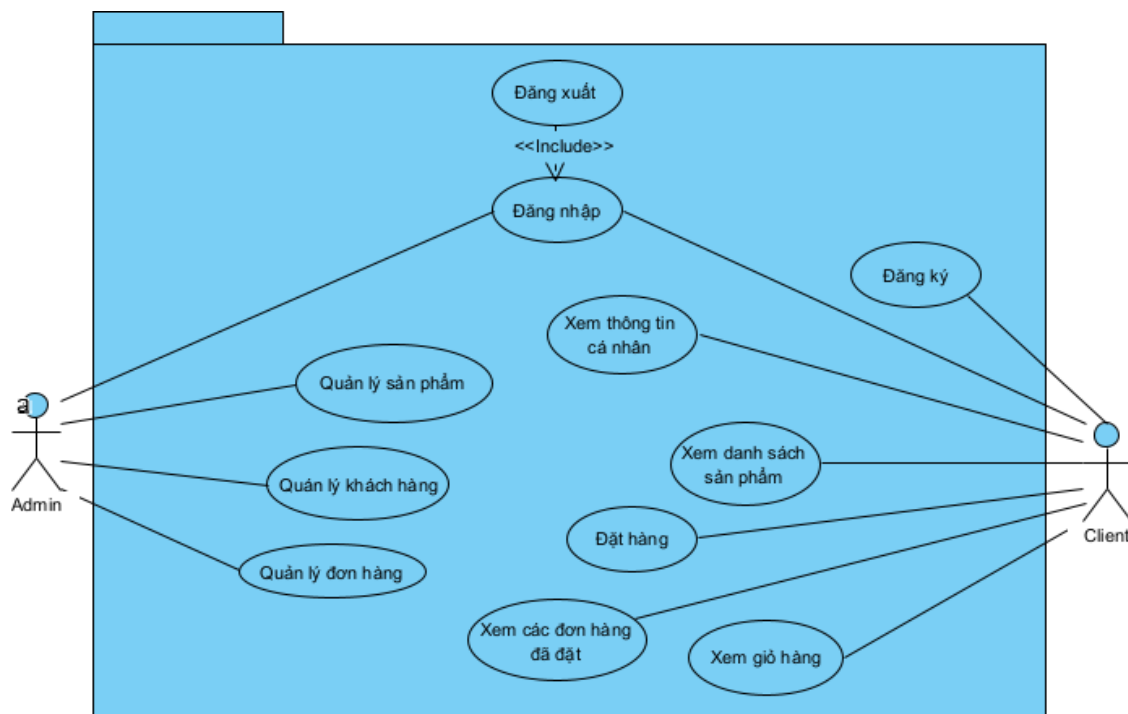 Đăng xuất
<<Include>>
Đăng nhập
Đăng ký
Xem thông tin
cá nhân
Quản lý sản phẩm
a
Admin
Xem danh sách
sản phẩm
Quản lý khách hàng
Client
Đặt hàng
Quản lý đơn hàng
Xem các đơn hàng
đã đặt
Xem giỏ hàng